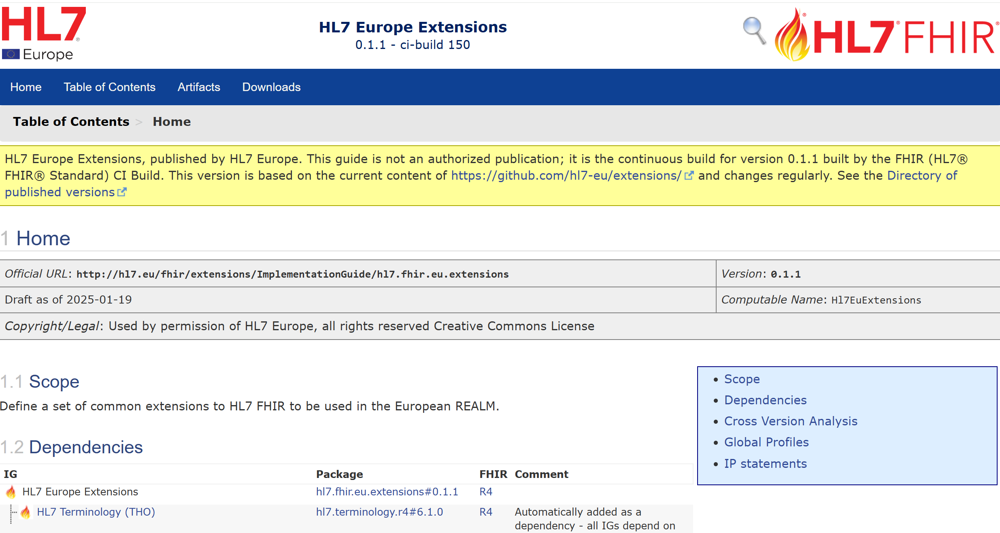 HL7®
Europe
HL7 Europe Extensions
0.1.1 - ci-build 150
® HL7® FHIR®
Home Table of Contents Artifacts Downloads
Table of Contents > Home
HL7 Europe Extensions, published by HL7 Europe. This guide is not an authorized publication; it is the continuous build for version 0.1.1 built by the FHIR (HL7®
FHIR® Standard) CI Build. This version is based on the current content of https://github.com/hl7-eu/extensions/ and changes regularly. See the Directory of
published versions
1 Home
Official URL: http://hl7.eu/fhir/extensions/ImplementationGuide/hl7.fhir.eu.extensions Version: 0.1.1
Draft as of 2025-01-19 Computable Name: Hl7EuExtensions
Copyright/Legal: Used by permission of HL7 Europe, all rights reserved Creative Commons License
1.1 Scope
Define a set of common extensions to HL7 FHIR to be used in the European REALM.
• Scope
• Dependencies
• Cross Version Analysis
• Global Profiles
• IP statements
1.2 Dependencies
IG Package FHIR Comment
HL7 Europe Extensions hl7.fhir.eu.extensions#0.1.1 R4
HL7 Terminology (THO) hl7.terminology.r4#6.1.0 R4 Automatically added as a
dependency - all IGs depend on